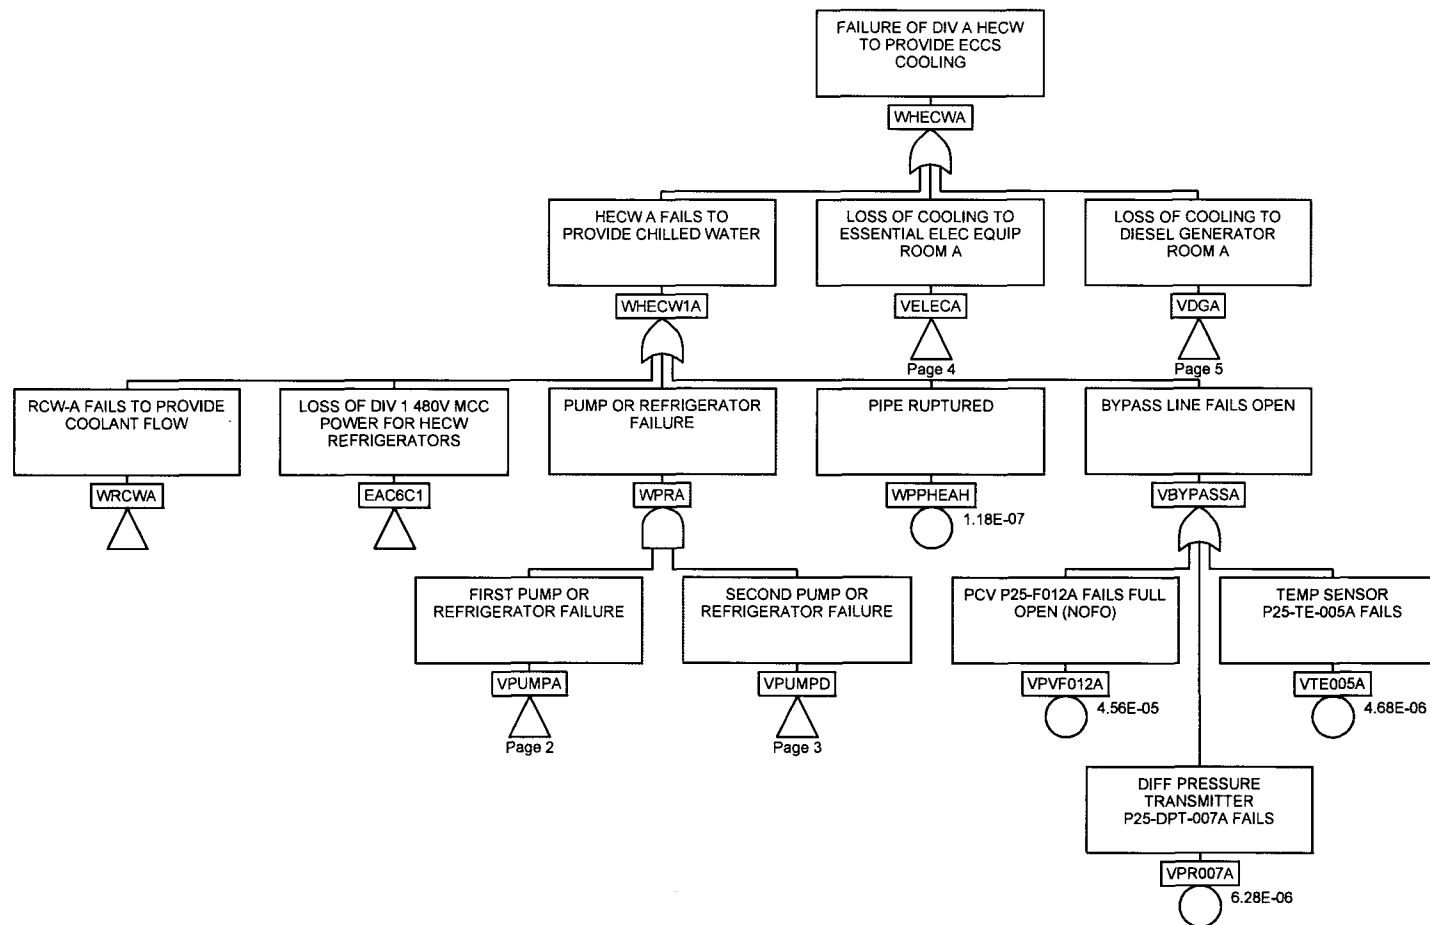 FAILURE OF DIV A HECW
TO PROVIDE ECCS
COOLING
WHECWA
HECW A FAILS TO
PROVIDE CHILLED WATER
WHECW1A
LOSS OF COOLING TO
ESSENTIAL ELEC EQUIP
ROOM A
VELECA
Page 4
LOSS OF COOLING TO
DIESEL GENERATOR
ROOM A
VDGA
Page 5
RCW-A FAILS TO PROVIDE
COOLANT FLOW
WRCWA
LOSS OF DIV 1 480V MCC
POWER FOR HECW
REFRIGERATORS
EAC6C1
PUMP OR REFRIGERATOR
FAILURE
WPRA
PIPE RUPTURED
WPPHEAH
1.18E-07
BYPASS LINE FAILS OPEN
VBYPASSA
FIRST PUMP OR
REFRIGERATOR FAILURE
VPUMPA
Page 2
SECOND PUMP OR
REFRIGERATOR FAILURE
VPUMPD
Page 3
PCV P25-F012A FAILS FULL
OPEN (NOFO)
VPVF012A
4.56E-05
TEMP SENSOR
P25-TE-005A FAILS
VTE005A
4.68E-06
DIFF PRESSURE
TRANSMITTER
P25-DPT-007A FAILS
VPR007A
6.28E-06